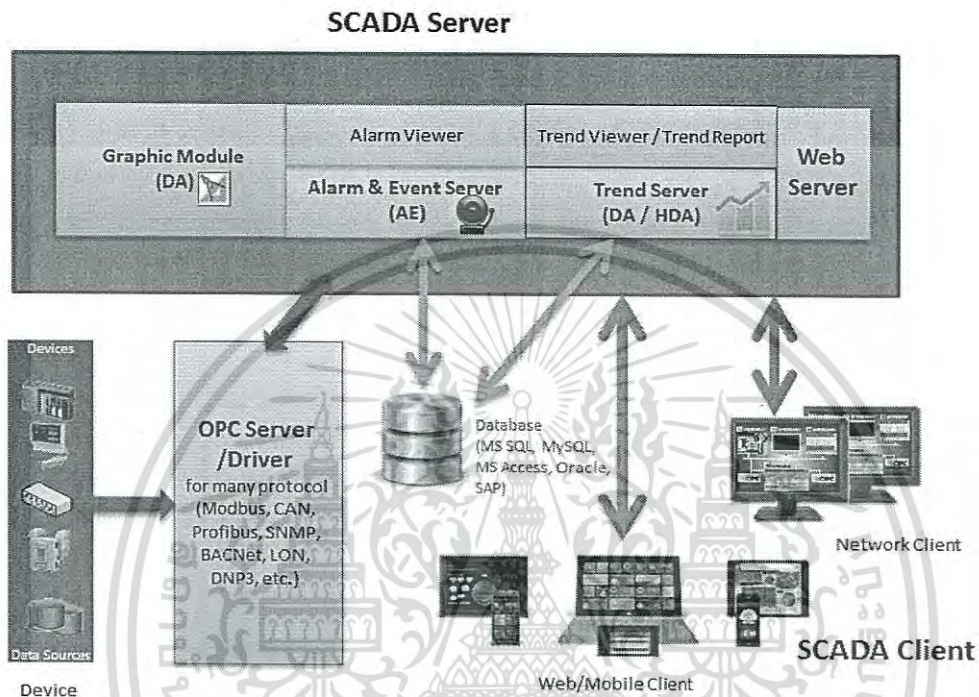 SCADA Server
Graphic Module
(DA)
Alarm Viewer
Alarm & Event Server
(AE)
Trend Viewer / Trend Report
Trend Server
(DA / HDA)
Web
Server
Devices
Data Sources
Device
OPC Server
/Driver
for many protocol
(Modbus, CAN,
Profibus, SNMP,
BACNet, LON,
DNP3, etc.)
Database
(MS SQL, MySQL,
MS Access, Oracle,
SAP)
Network Client
Web/Mobile Client
SCADA Client